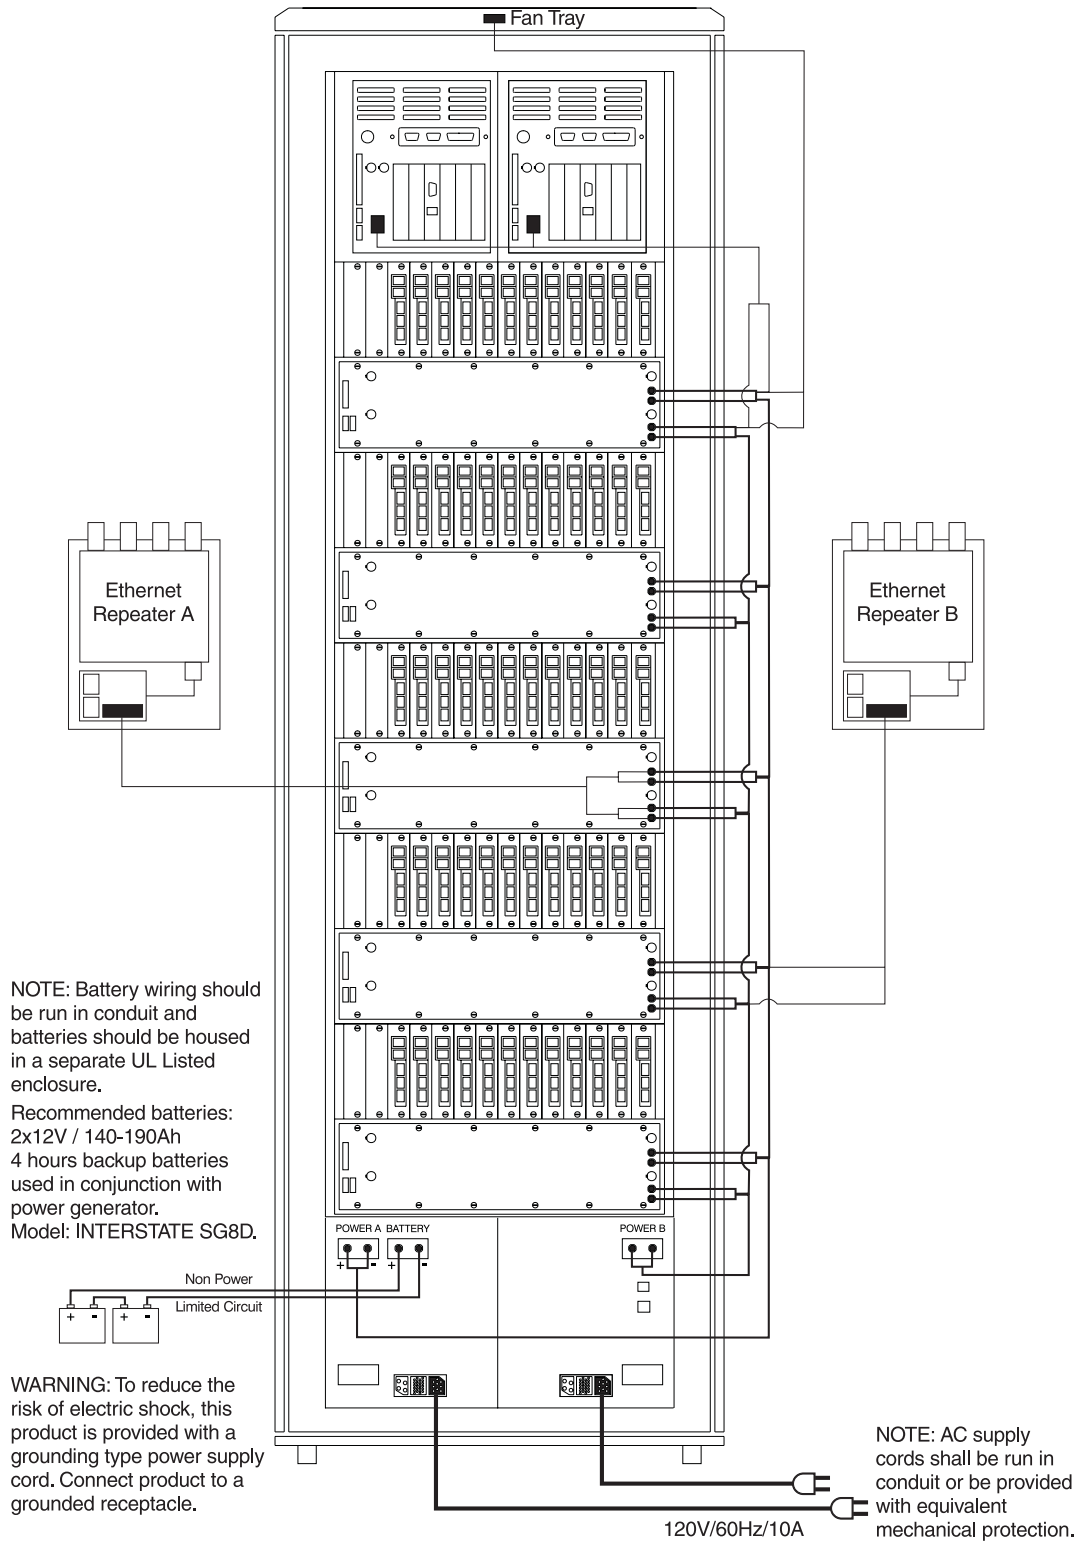 Fan Tray
Ethernet
Repeater A
Ethernet
Repeater B
NOTE: Battery wiring should
be run in conduit and
batteries should be housed
in a separate UL Listed
enclosure.
Recommended batteries:
2x12V / 140-190Ah
4 hours backup batteries
used in conjunction with
power generator.
Model: INTERSTATE SG8D.
POWER A BATTERY
POWER B
+ - + -
Non Power
Limited Circuit
+ - + -
WARNING: To reduce the
risk of electric shock, this
product is provided with a
grounding type power supply
cord. Connect product to a
grounded receptacle.
NOTE: AC supply
cords shall be run in
conduit or be provided
with equivalent
mechanical protection.
120V/60Hz/10A